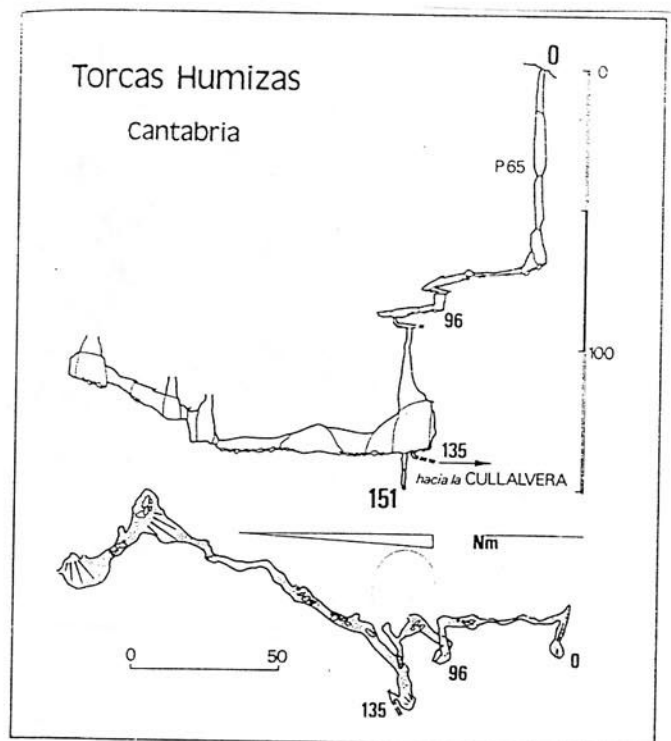 Torcas Humizas
Cantabria
0
0
P65
96
100
135
hacia la CULLALVERA
151
Nm
0
50
0
96
135